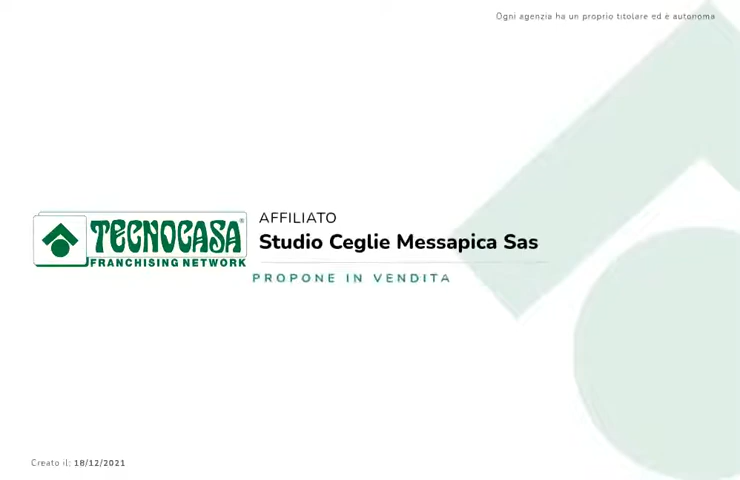 Ogni agenzia ha un proprio titolare ed è autonoma
TECNOCASA®
FRANCHISING NETWORK
AFFILIATO
Studio Ceglie Messapica Sas
PROPONE IN VENDITA
Creato il: 18/12/2021